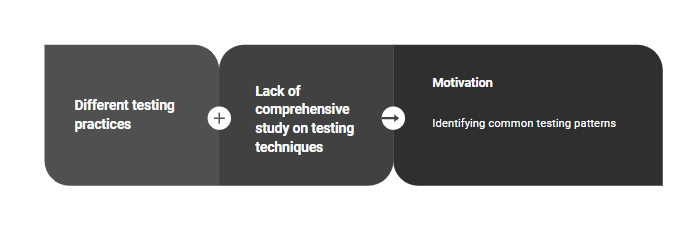 Different testing
practices
+
Lack of
comprehensive
study on testing
techniques
Motivation
Identifying common testing patterns